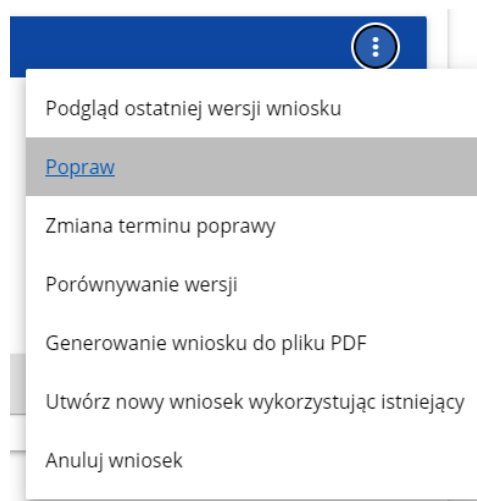 Podgląd ostatniej wersji wniosku
Popraw
Zmiana terminu poprawy
Porównywanie wersji
Generowanie wniosku do pliku PDF
Utwórz nowy wniosek wykorzystując istniejący
Anuluj wniosek